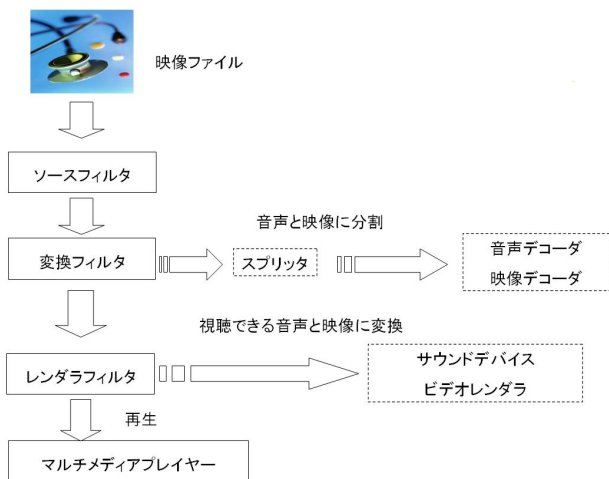 映像ファイル
ソースフィルタ
音声と映像に分割
変換フィルタ
スプリッタ
音声デコーダ
映像デコーダ
視聴できる音声と映像に変換
レンダラフィルタ
サウンドデバイス
ビデオレンダラ
再生
マルチメディアプレイヤー